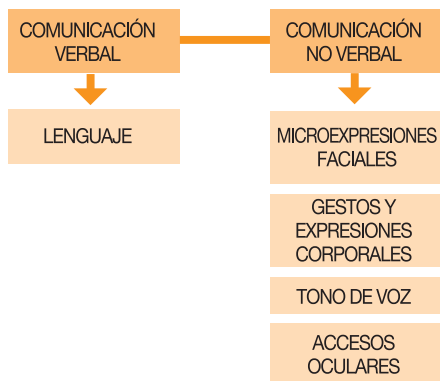 COMUNICACIÓN
VERBAL
COMUNICACIÓN
NO VERBAL
LENGUAJE
MICROEXPRESIONES
FACIALES
GESTOS Y
EXPRESIONES
CORPORALES
TONO DE VOZ
ACCESOS
OCULARES